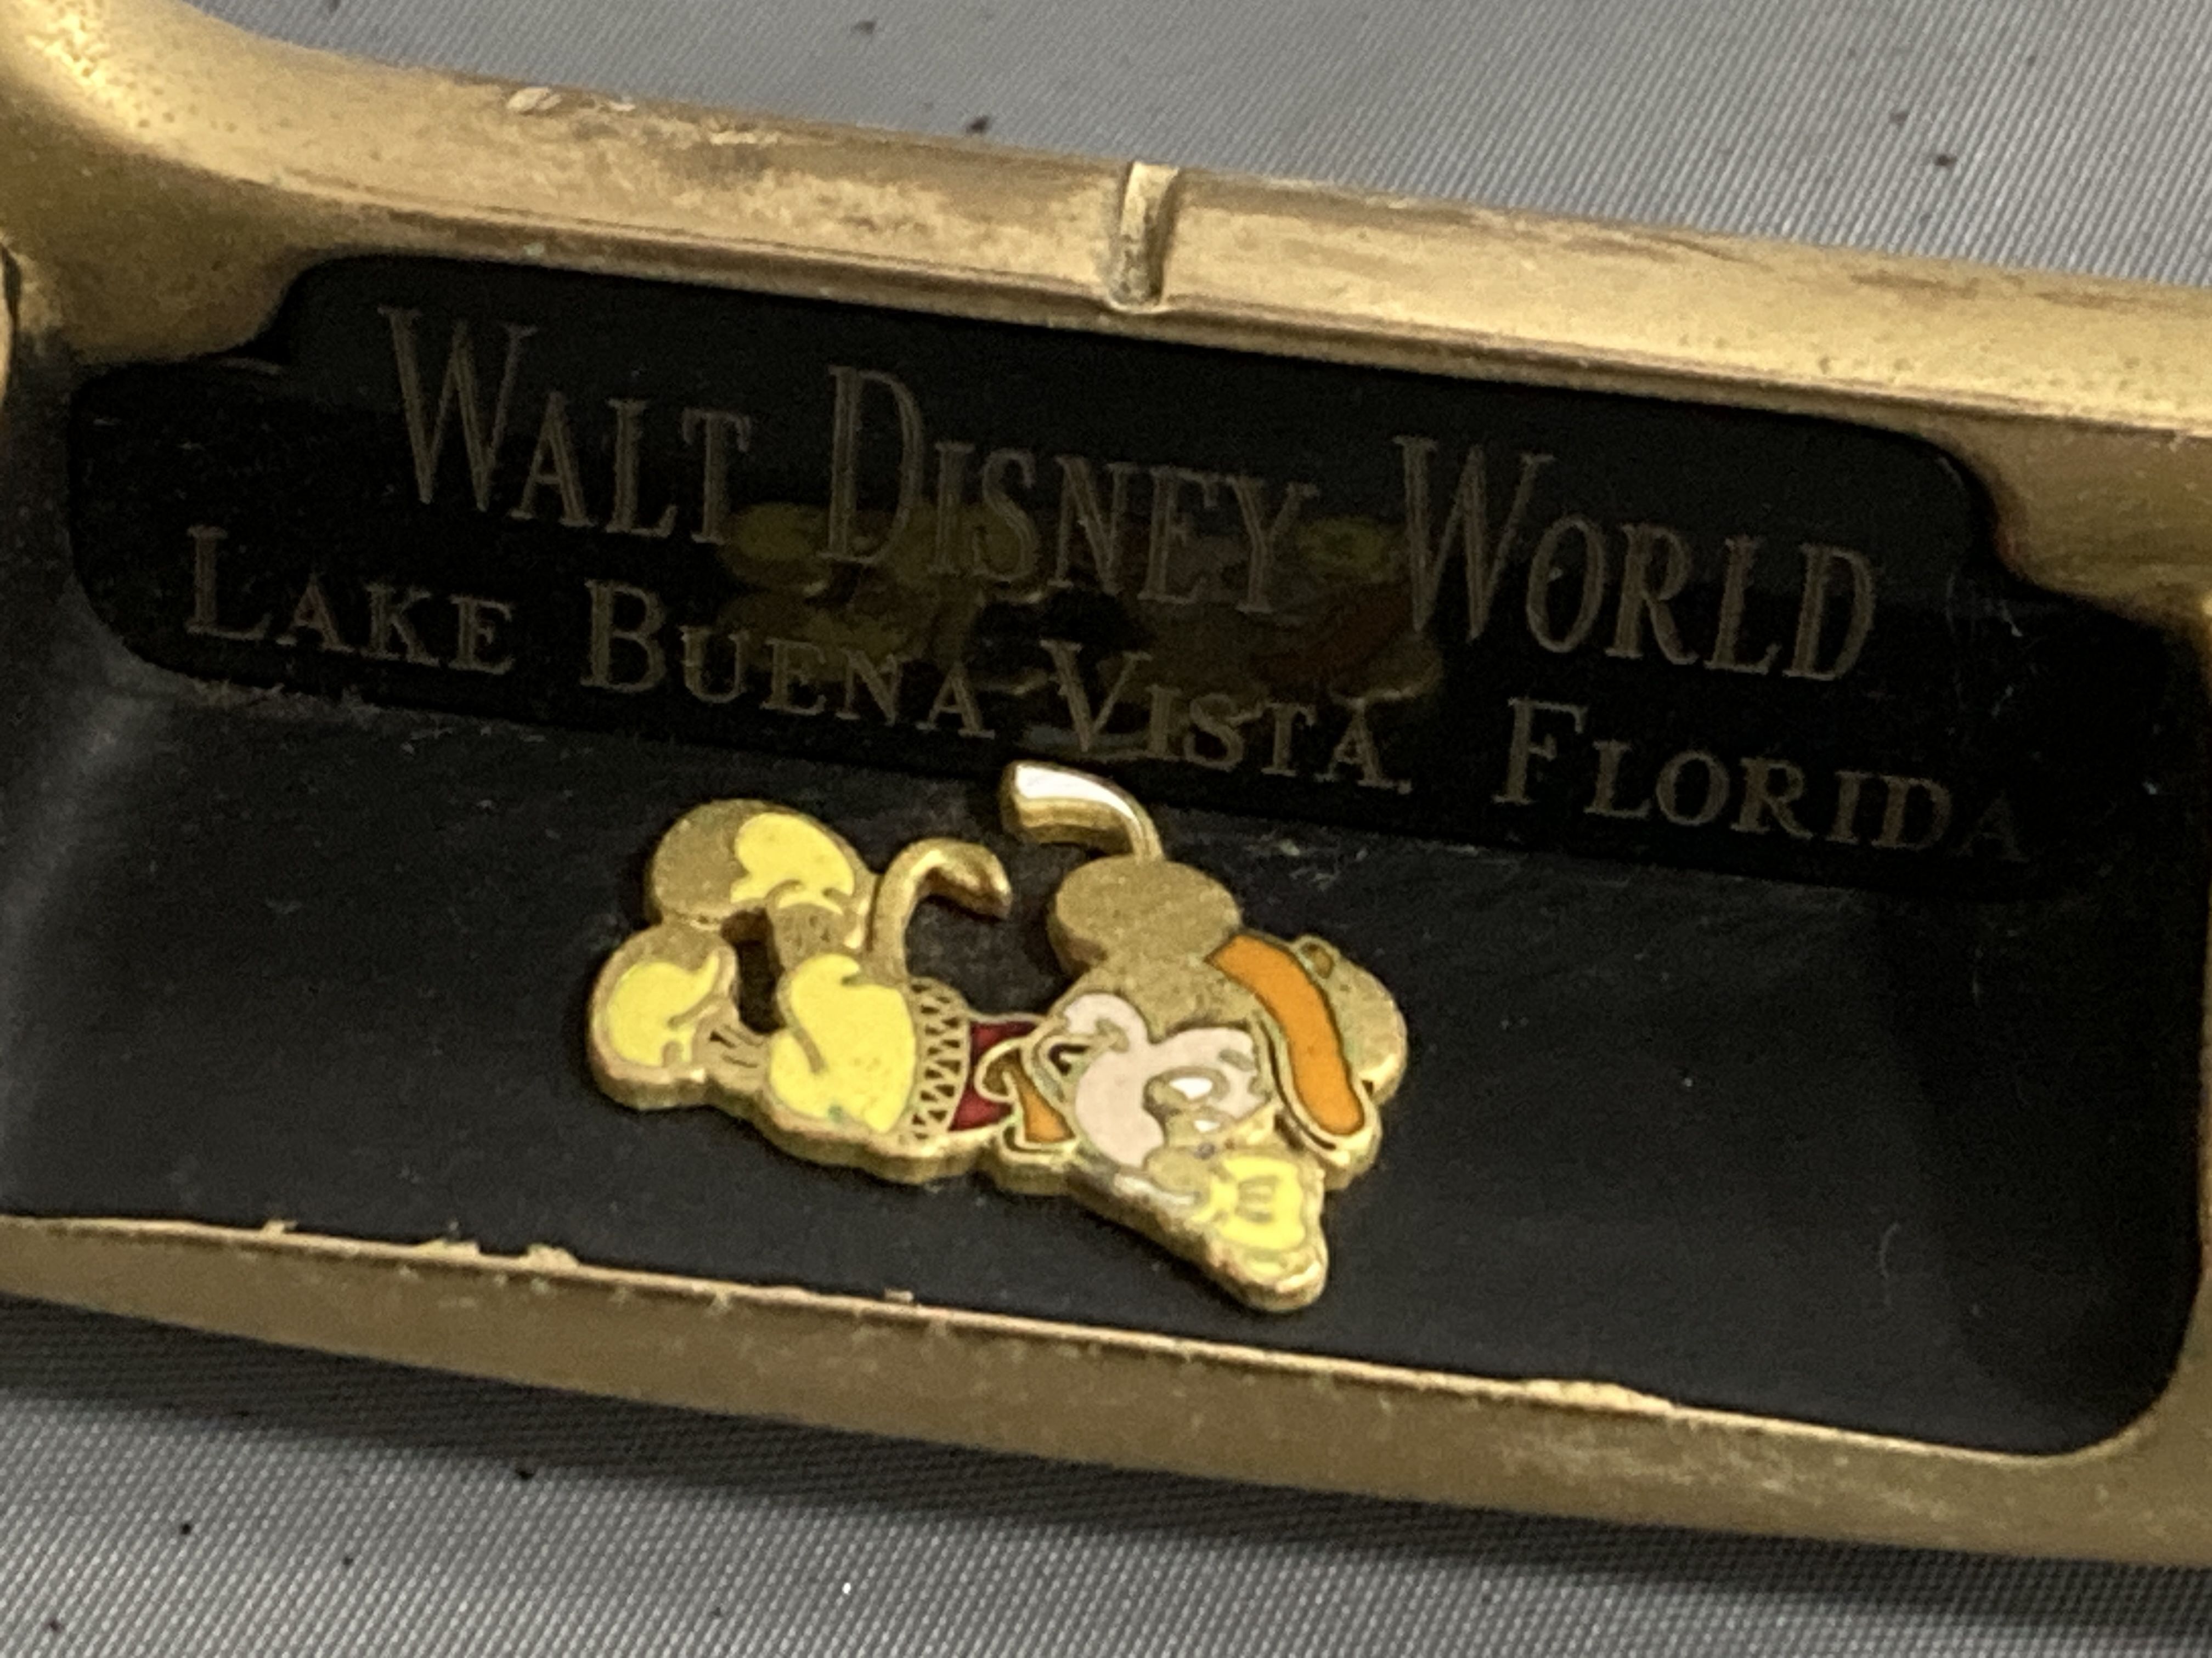 WALT DISNEY WORLD
LAKE BUENA VISTA, FLORIDA